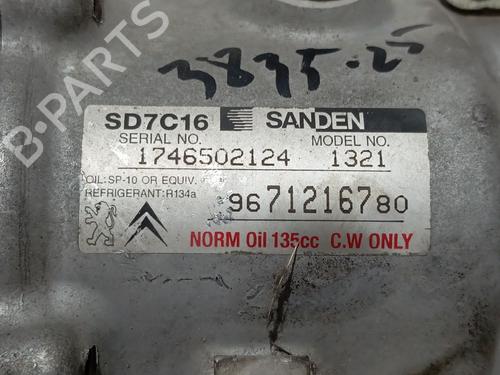 3835-25
SD7C16 SANDEN
SERIAL NO. MODEL NO.
1746502124 1321
OIL: SP-10 OR EQUIV.
REFRIGERANT: R134a
9671216780
NORM Oil 135cc C.W ONLY
B-PARTS